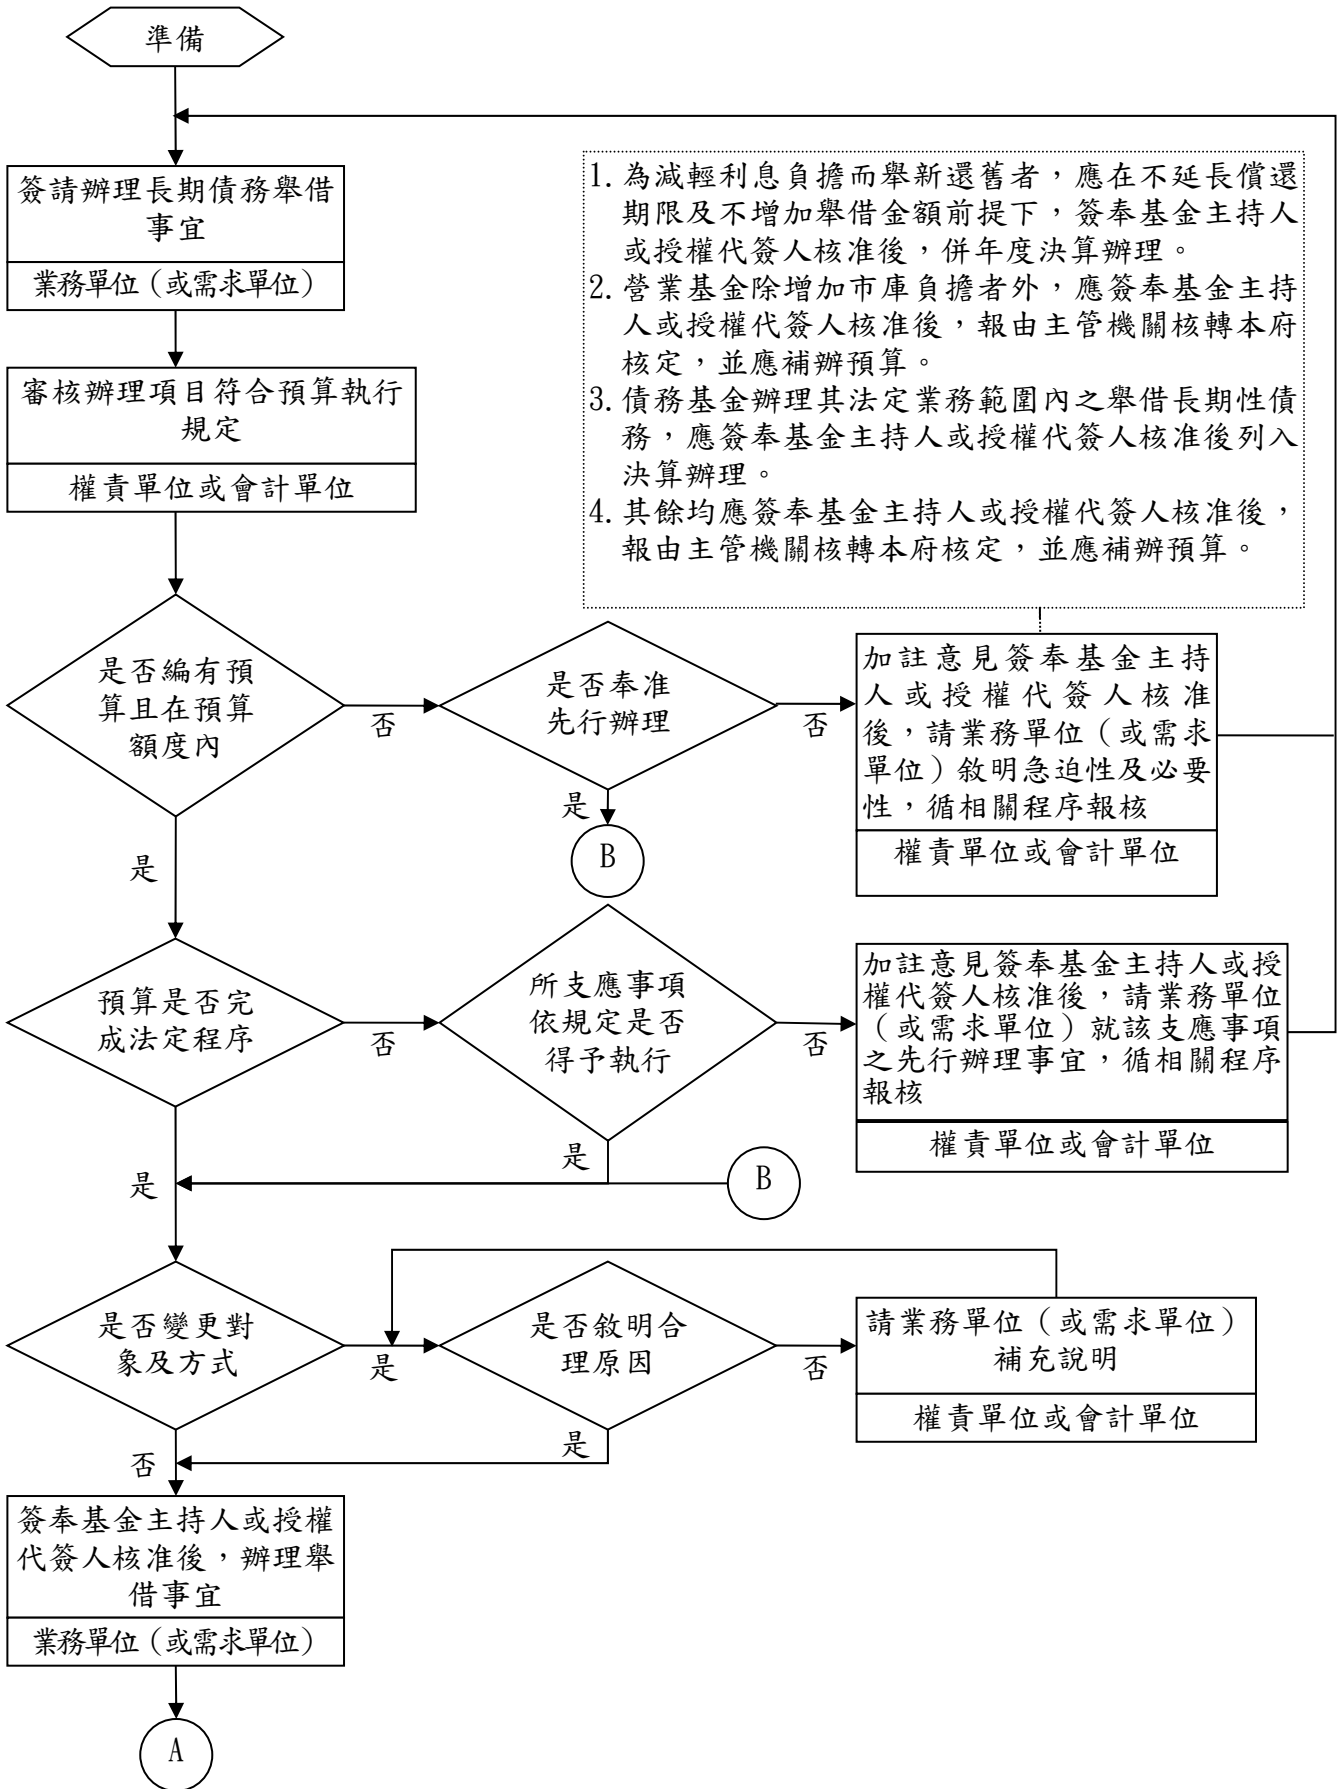 準備
簽請辦理長期債務舉借
事宜
業務單位（或需求單位）
1. 為減輕利息負擔而舉新還舊者，應在不延長償還
期限及不增加舉借金額前提下，簽奉基金主持人
或授權代簽人核准後，併年度決算辦理。
2. 營業基金除增加市庫負擔者外，應簽奉基金主持
人或授權代簽人核准後，報由主管機關核轉本府
核定，並應補辦預算。
3. 債務基金辦理其法定業務範圍內之舉借長期性債
務，應簽奉基金主持人或授權代簽人核准後列入
決算辦理。
4. 其餘均應簽奉基金主持人或授權代簽人核准後，
報由主管機關核轉本府核定，並應補辦預算。
審核辦理項目符合預算執行
規定
權責單位或會計單位
是否編有預
算且在預算
額度內
否
是否奉准
先行辦理
否
加註意見簽奉基金主持
人或授權代簽人核准
後，請業務單位（或需求
單位）敘明急迫性及必要
性，循相關程序報核
權責單位或會計單位
是
B
是
預算是否完
成法定程序
否
所支應事項
依規定是否
得予執行
否
加註意見簽奉基金主持人或授
權代簽人核准後，請業務單位
（或需求單位）就該支應事項
之先行辦理事宜，循相關程序
報核
權責單位或會計單位
是
是
B
是否變更對
象及方式
是
是否敘明合
理原因
否
請業務單位（或需求單位）
補充說明
權責單位或會計單位
是
否
簽奉基金主持人或授權
代簽人核准後，辦理舉
借事宜
業務單位（或需求單位）
A